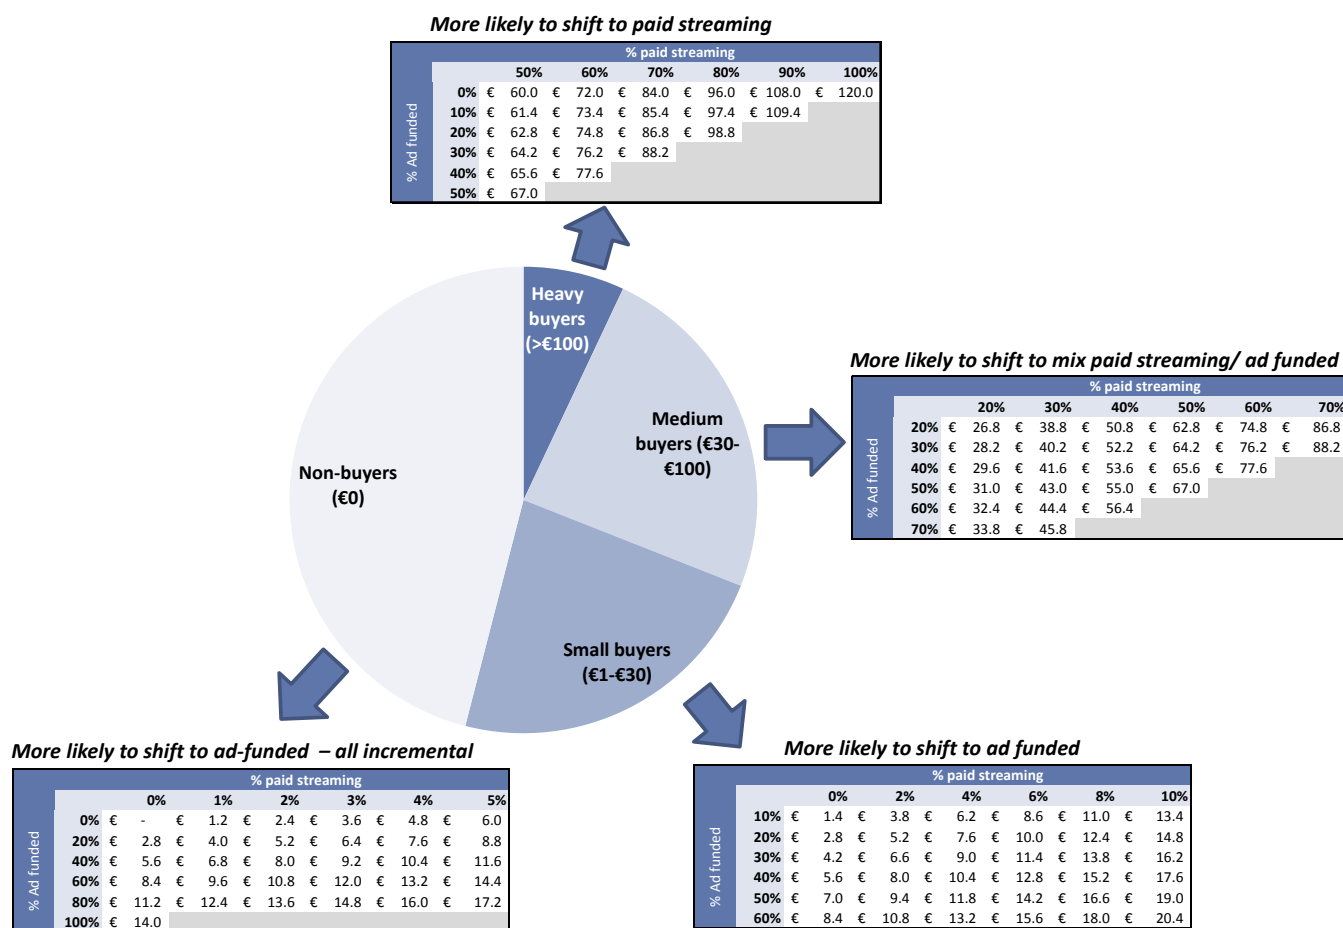 More likely to shift to paid streaming
% paid streaming
50% 60% 70% 80% 90% 100%
% Ad funded
0% € 60.0 € 72.0 € 84.0 € 96.0 € 108.0 € 120.0
10% € 61.4 € 73.4 € 85.4 € 97.4 € 109.4
20% € 62.8 € 74.8 € 86.8 € 98.8
30% € 64.2 € 76.2 € 88.2
40% € 65.6 € 77.6
50% € 67.0
Heavy
buyers
(>€100)
Medium
buyers (€30-
€100)
Non-buyers
(€0)
Small buyers
(€1-€30)
More likely to shift to mix paid streaming/ ad funded
% paid streaming
20% 30% 40% 50% 60% 70%
% Ad funded
20% € 26.8 € 38.8 € 50.8 € 62.8 € 74.8 € 86.8
30% € 28.2 € 40.2 € 52.2 € 64.2 € 76.2 € 88.2
40% € 29.6 € 41.6 € 53.6 € 65.6 € 77.6
50% € 31.0 € 43.0 € 55.0 € 67.0
60% € 32.4 € 44.4 € 56.4
70% € 33.8 € 45.8
More likely to shift to ad-funded – all incremental
% paid streaming
0% 1% 2% 3% 4% 5%
% Ad funded
0% € - € 1.2 € 2.4 € 3.6 € 4.8 € 6.0
20% € 2.8 € 4.0 € 5.2 € 6.4 € 7.6 € 8.8
40% € 5.6 € 6.8 € 8.0 € 9.2 € 10.4 € 11.6
60% € 8.4 € 9.6 € 10.8 € 12.0 € 13.2 € 14.4
80% € 11.2 € 12.4 € 13.6 € 14.8 € 16.0 € 17.2
100% € 14.0
More likely to shift to ad funded
% paid streaming
0% 2% 4% 6% 8% 10%
% Ad funded
10% € 1.4 € 3.8 € 6.2 € 8.6 € 11.0 € 13.4
20% € 2.8 € 5.2 € 7.6 € 10.0 € 12.4 € 14.8
30% € 4.2 € 6.6 € 9.0 € 11.4 € 13.8 € 16.2
40% € 5.6 € 8.0 € 10.4 € 12.8 € 15.2 € 17.6
50% € 7.0 € 9.4 € 11.8 € 14.2 € 16.6 € 19.0
60% € 8.4 € 10.8 € 13.2 € 15.6 € 18.0 € 20.4